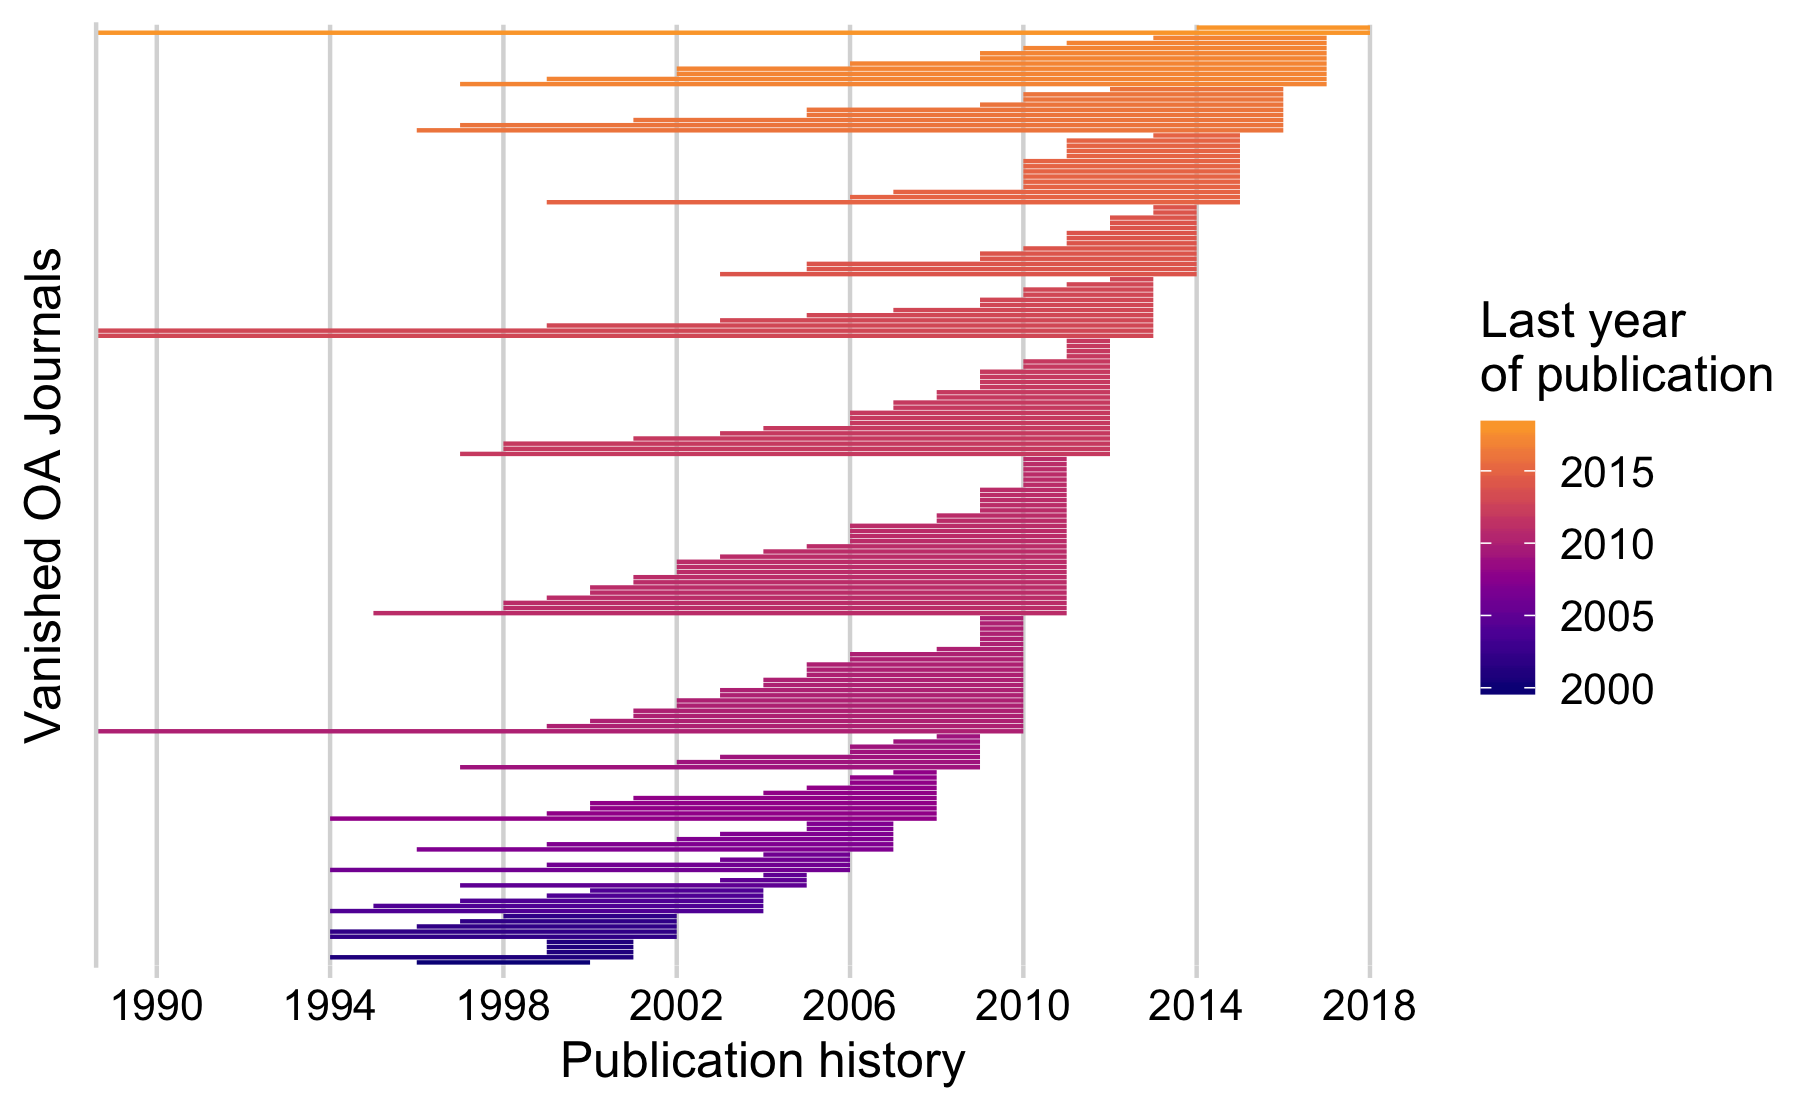 Vanished OA Journals
1990 1994 1998 2002 2006 2010 2014 2018
Publication history
Last year
of publication
2015
2010
2005
2000